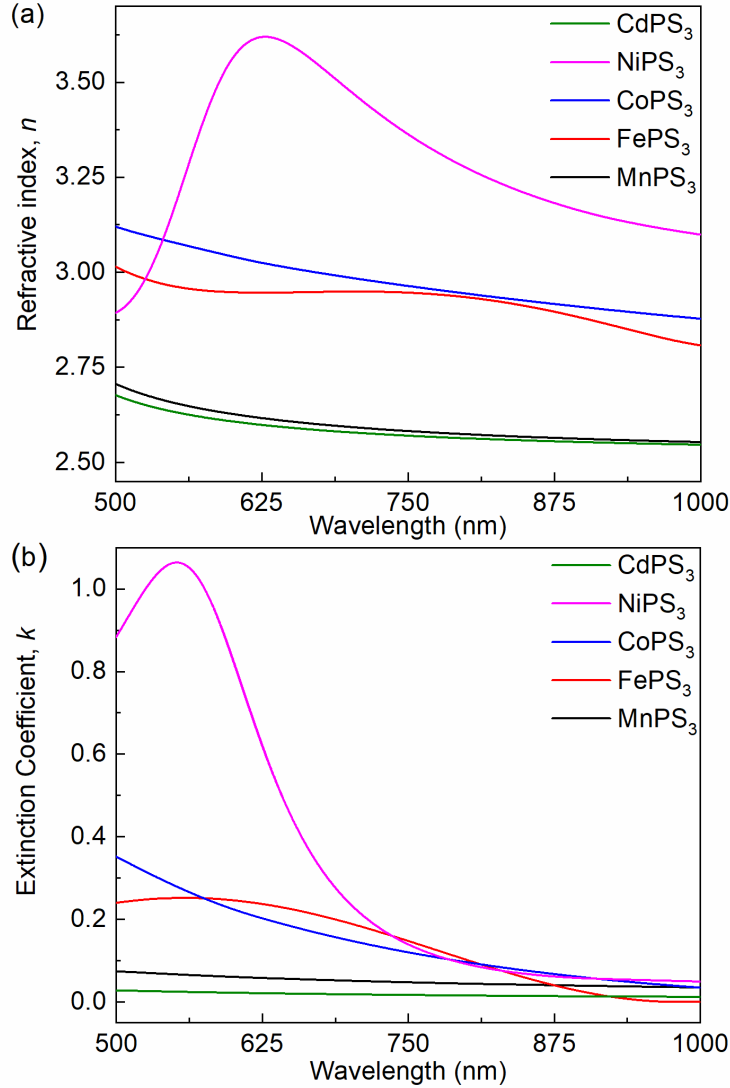 (a)
CdPS3
NiPS3
CoPS3
FePS3
MnPS3
3.50
3.25
3.00
2.75
2.50
Refractive index, n
500
625
750
875
1000
Wavelength (nm)
(b)
CdPS3
NiPS3
CoPS3
FePS3
MnPS3
1.0
0.8
0.6
0.4
0.2
0.0
Extinction Coefficient, k
500
625
750
875
1000
Wavelength (nm)